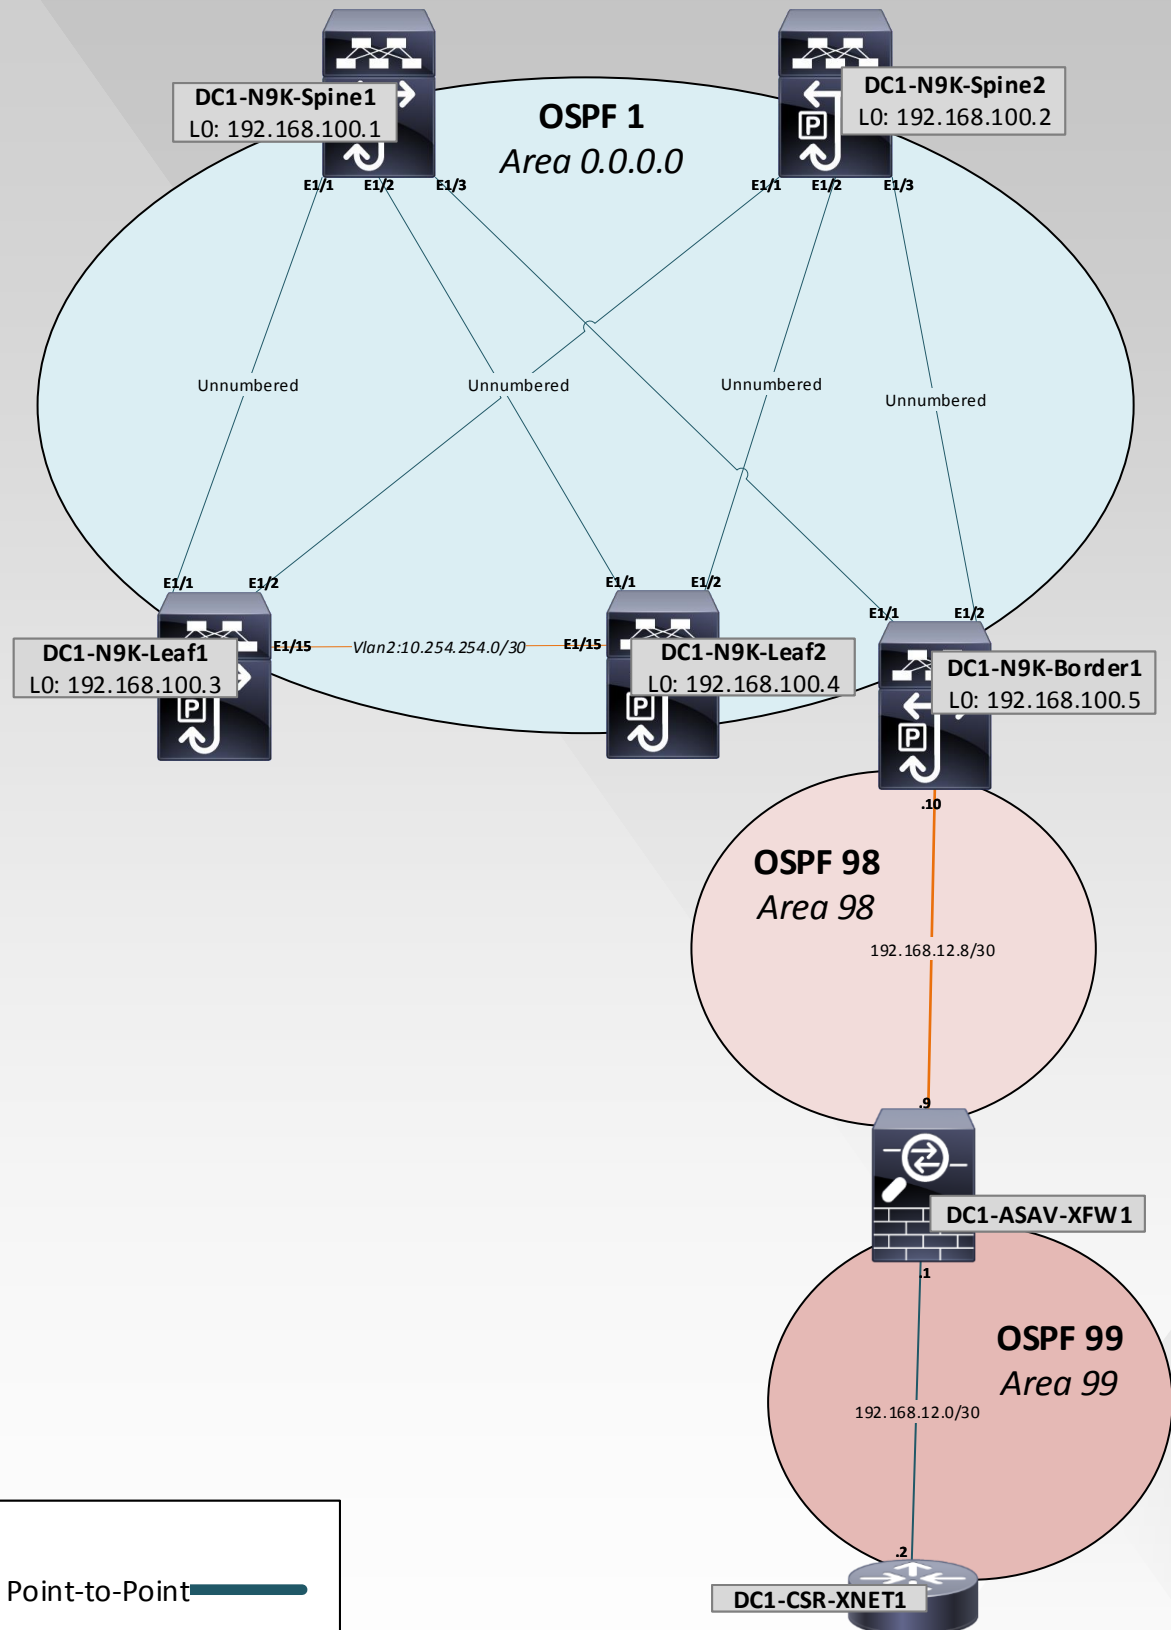 DC1-N9K-Spine1
L0: 192.168.100.1
DC1-N9K-Spine2
L0: 192.168.100.2
OSPF 1
Area 0.0.0.0
E1/1
E1/2
E1/3
E1/1
E1/2
E1/3
P
Unnumbered
Unnumbered
Unnumbered
Unnumbered
E1/1
E1/2
E1/1
E1/2
E1/1
E1/2
DC1-N9K-Leaf1
L0: 192.168.100.3
P
E1/15
Vlan2:10.254.254.0/30
E1/15
DC1-N9K-Leaf2
L0: 192.168.100.4
P
DC1-N9K-Border1
L0: 192.168.100.5
P
.10
OSPF 98
Area 98
192.168.12.8/30
.9
DC1-ASAV-XFW1
.1
OSPF 99
Area 99
192.168.12.0/30
.2
DC1-CSR-XNET1
Point-to-Point